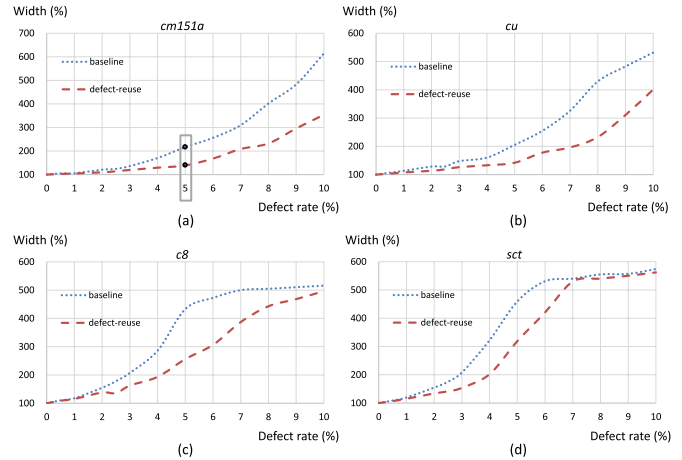 Width (%)
cm151a
700
600
500
400
300
200
100
baseline
defect-reuse
0 1 2 3 4 5 6 7 8 9 10
Defect rate (%)
(a)
Width (%)
cu
600
500
400
300
200
100
baseline
defect-reuse
0 1 2 3 4 5 6 7 8 9 10
Defect rate (%)
(b)
Width (%)
c8
600
500
400
300
200
100
baseline
defect-reuse
0 1 2 3 4 5 6 7 8 9 10
Defect rate (%)
(c)
Width (%)
sct
600
500
400
300
200
100
baseline
defect-reuse
0 1 2 3 4 5 6 7 8 9 10
Defect rate (%)
(d)